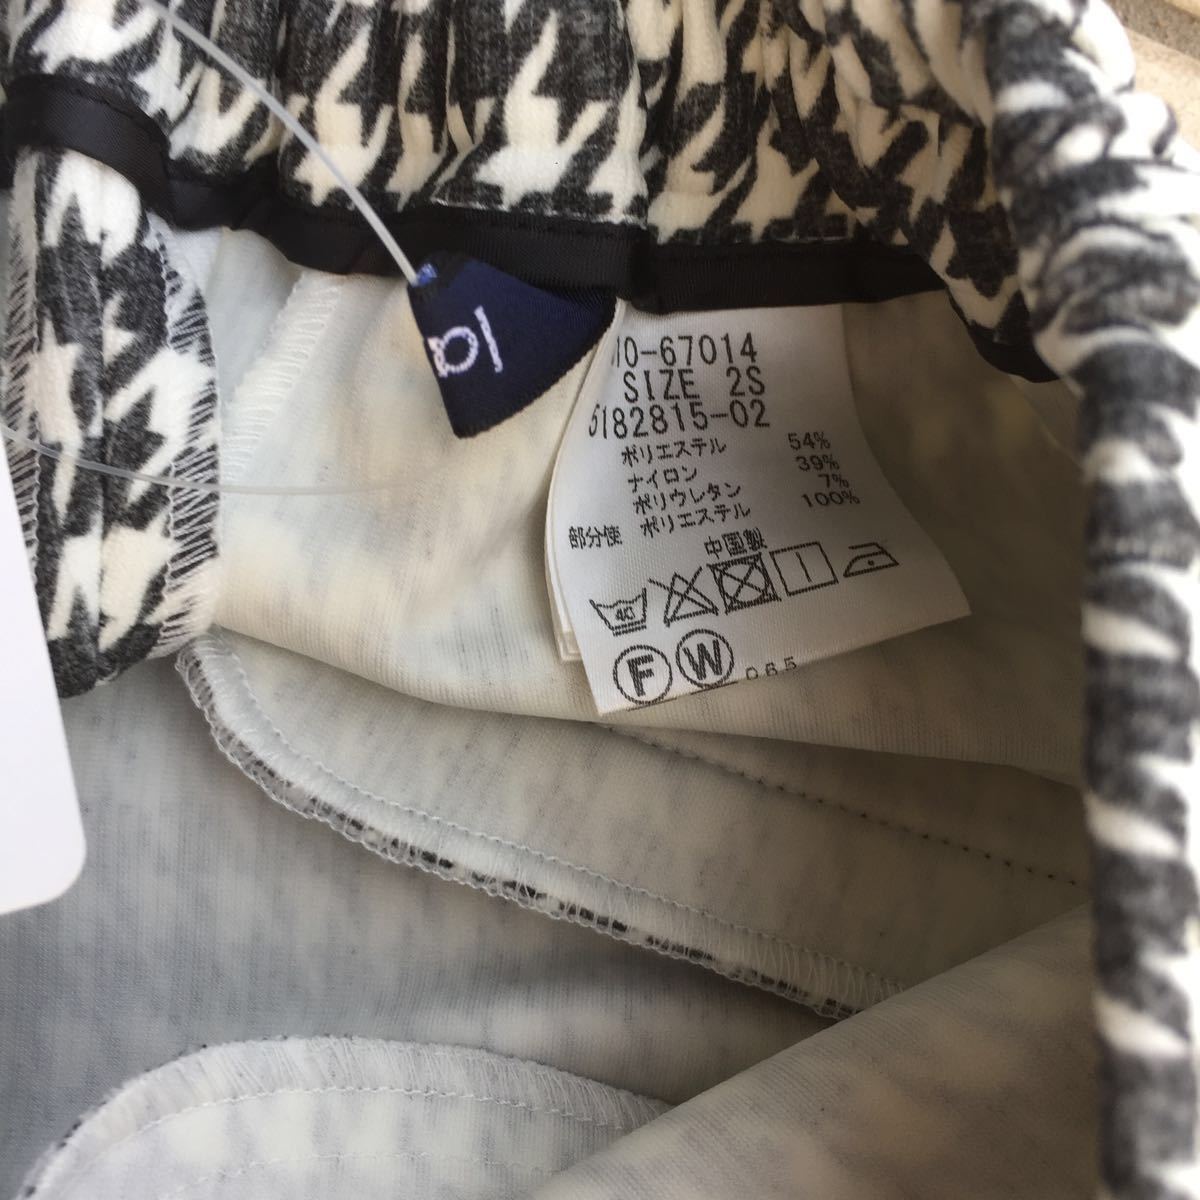 10-67014
SIZE 2S
5182815-02
ポリエステル 54%
ナイロン 39%
ポリウレタン 7%
部分使 ポリエステル 100%
中国製
40
F W 065